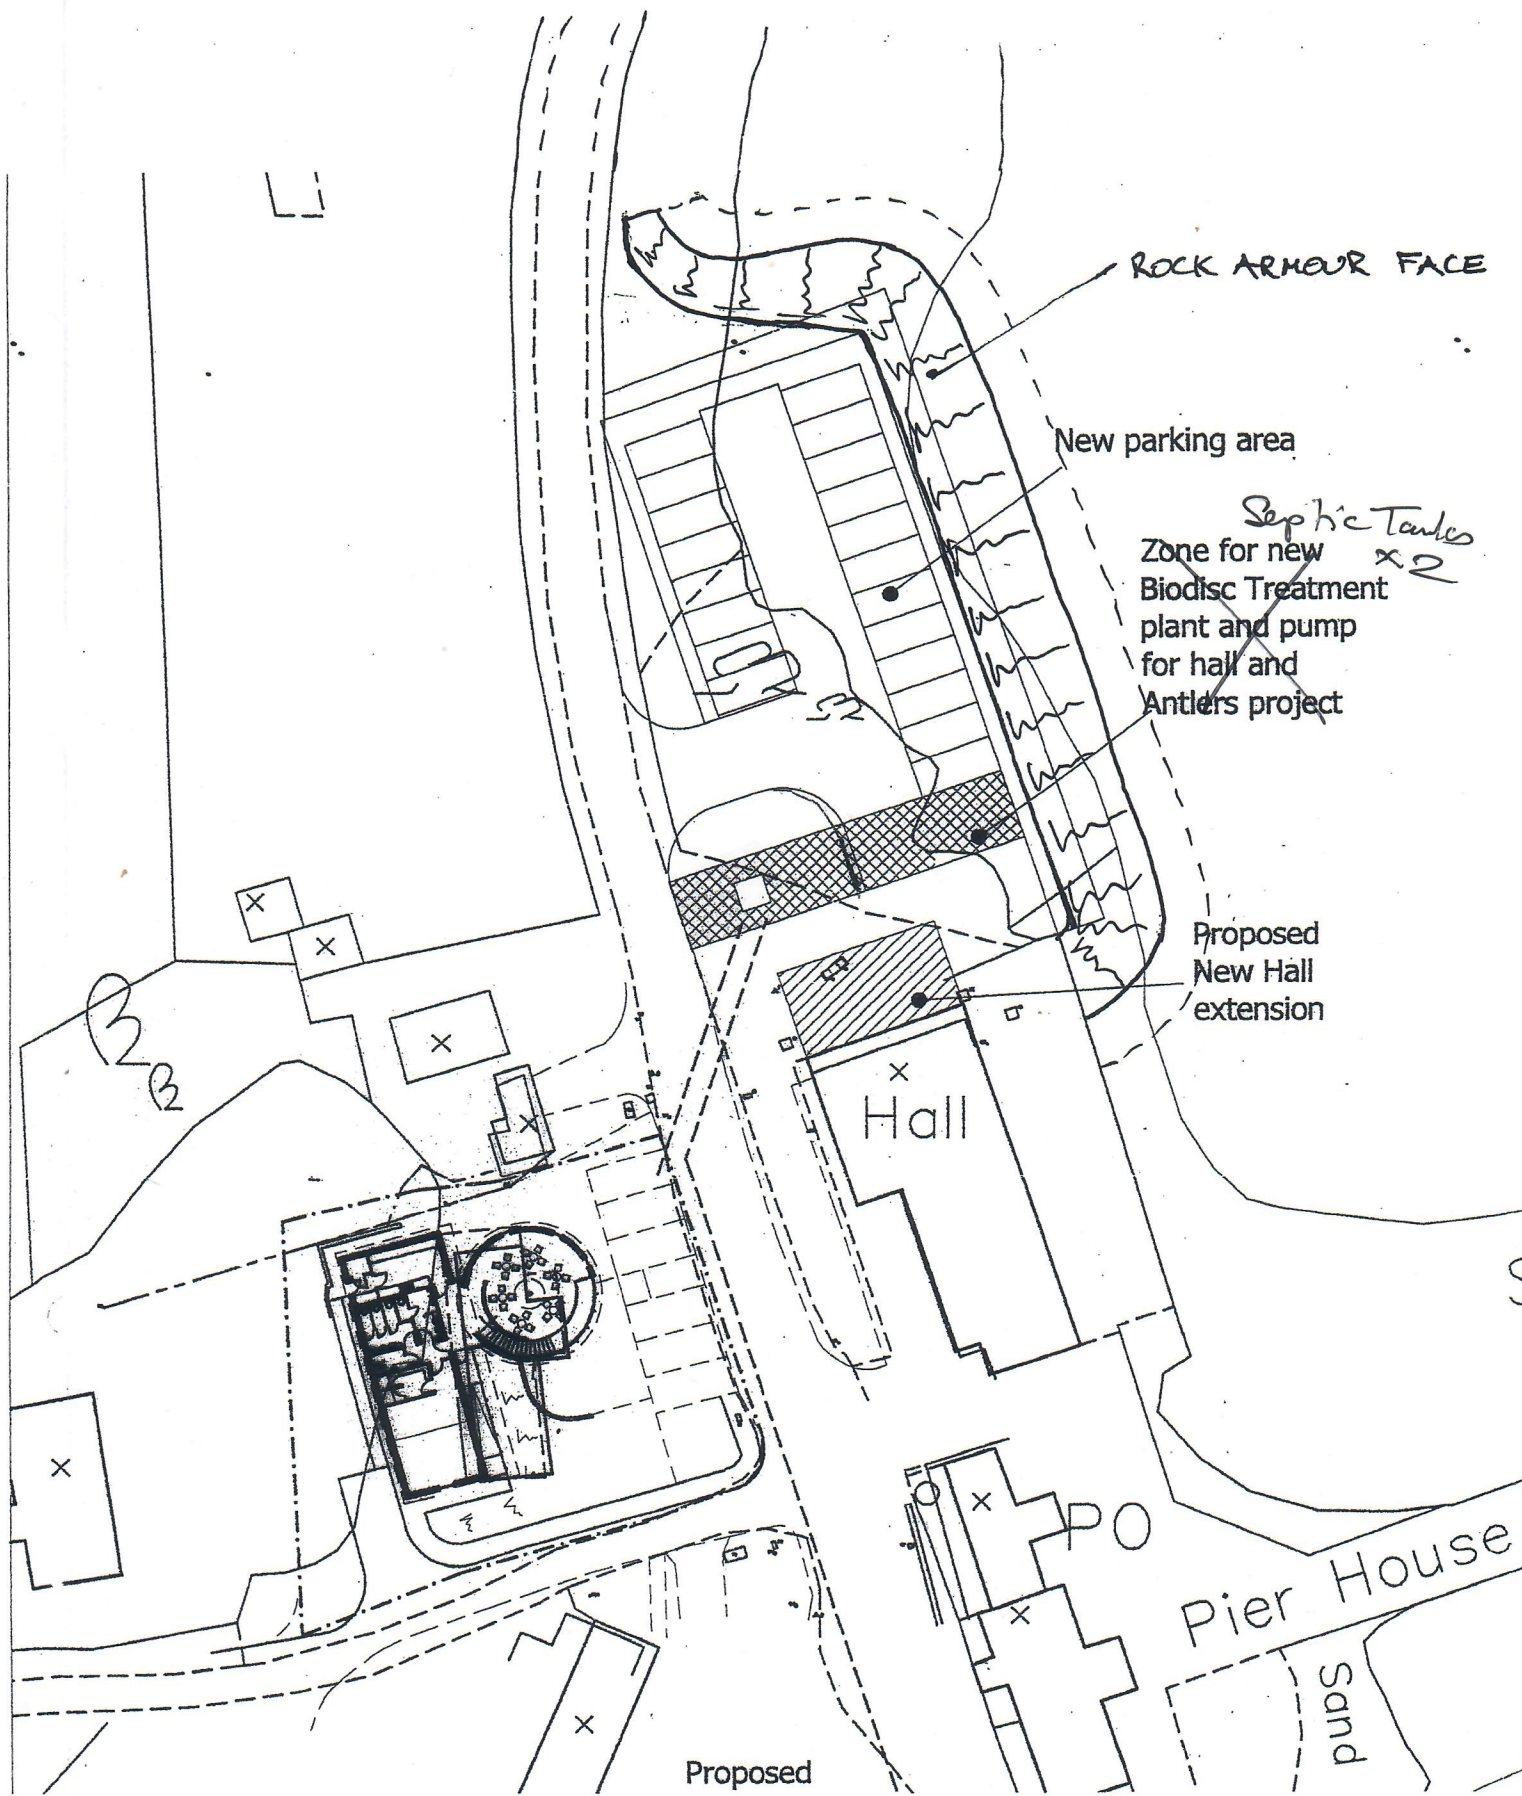 ROCK ARMOUR FACE
New parking area
Septic Tanks
x2
Zone for new
Biodisc Treatment
plant and pump
for hall and
Antlers project
Proposed
New Hall
extension
Hall
S
PO
Pier House
Sand
Proposed